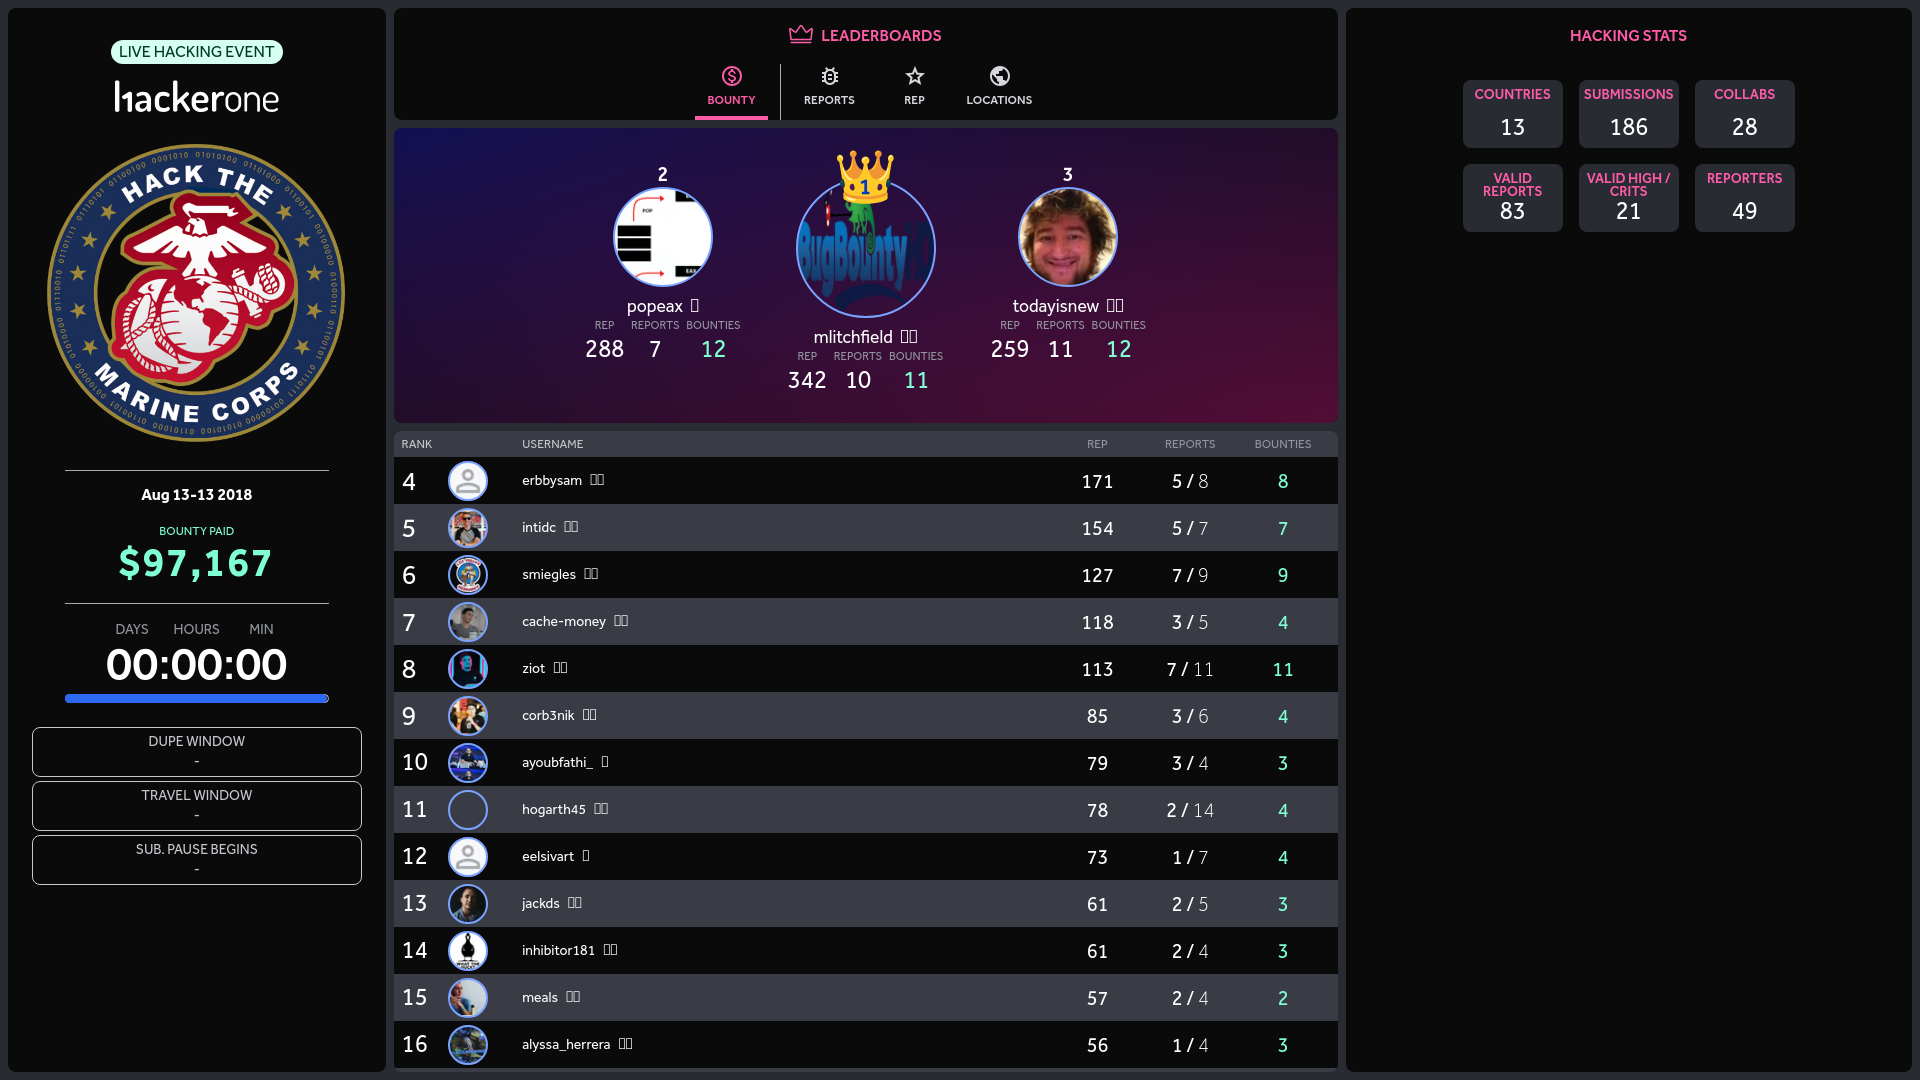 LIVE HACKING EVENT
hackerone
HACK THE
MARINE CORPS
Aug 13-13 2018
BOUNTY PAID
$97,167
DAYS HOURS MIN
00:00:00
DUPE WINDOW
-
TRAVEL WINDOW
-
SUB. PAUSE BEGINS
-
LEADERBOARDS
BOUNTY REPORTS REP LOCATIONS
2
POP
EAX
popeax
REP REPORTS BOUNTIES
288 7 12
1
BugBounty
mlitchfield
REP REPORTS BOUNTIES
342 10 11
3
todayisnew
REP REPORTS BOUNTIES
259 11 12
RANK USERNAME REP REPORTS BOUNTIES
4 erbbysam 171 5 / 8 8
5 intidc 154 5 / 7 7
6 smiegles 127 7 / 9 9
7 cache-money 118 3 / 5 4
8 ziot 113 7 / 11 11
9 corb3nik 85 3 / 6 4
10 ayoubfathi_ 79 3 / 4 3
11 hogarth45 78 2 / 14 4
12 eelsivart 73 1 / 7 4
13 jackds 61 2 / 5 3
14 inhibitor181 61 2 / 4 3
15 meals 57 2 / 4 2
16 alyssa_herrera 56 1 / 4 3
HACKING STATS
COUNTRIES SUBMISSIONS COLLABS
13 186 28
VALID REPORTS VALID HIGH / CRITS REPORTERS
83 21 49